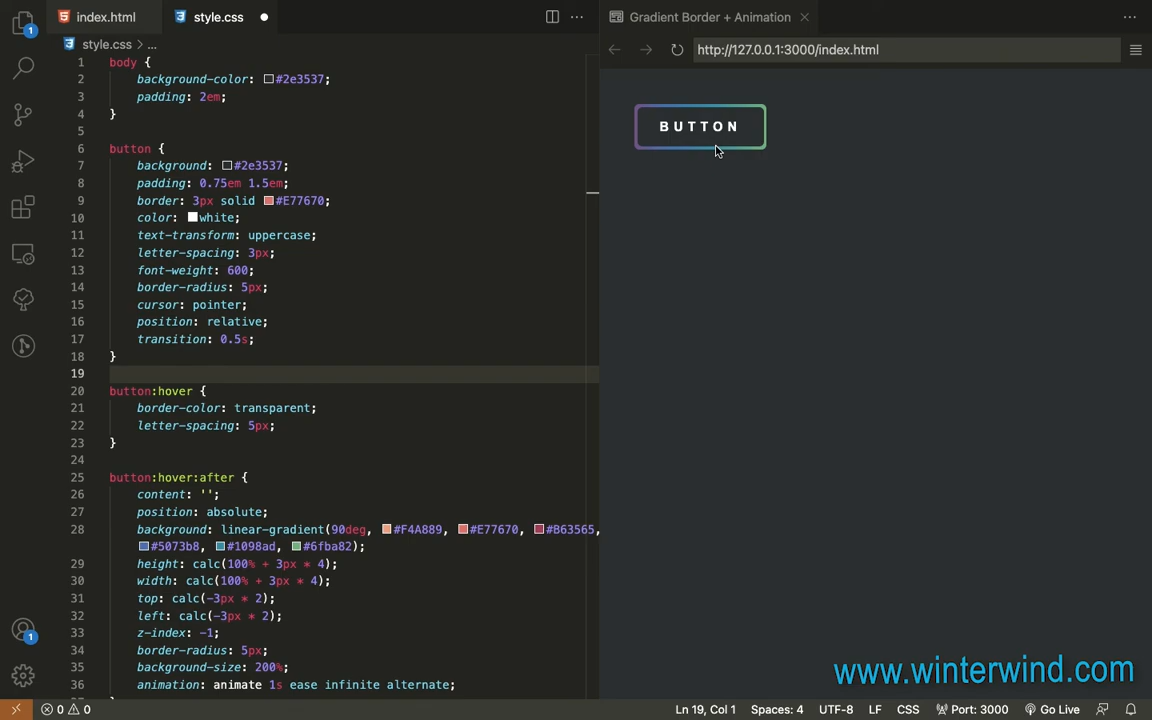 index.html
style.css
style.css > ...
1 body {
2 background-color: #2e3537;
3 padding: 2em;
4 }
5
6 button {
7 background: #2e3537;
8 padding: 0.75em 1.5em;
9 border: 3px solid #E77670;
10 color: white;
11 text-transform: uppercase;
12 letter-spacing: 3px;
13 font-weight: 600;
14 border-radius: 5px;
15 cursor: pointer;
16 position: relative;
17 transition: 0.5s;
18 }
19
20 button:hover {
21 border-color: transparent;
22 letter-spacing: 5px;
23 }
24
25 button:hover:after {
26 content: '';
27 position: absolute;
28 background: linear-gradient(90deg, #F4A889, #E77670, #B63565,
#5073b8, #1098ad, #6fba82);
29 height: calc(100% + 3px * 4);
30 width: calc(100% + 3px * 4);
31 top: calc(-3px * 2);
32 left: calc(-3px * 2);
33 z-index: -1;
34 border-radius: 5px;
35 background-size: 200%;
36 animation: animate 1s ease infinite alternate;
Gradient Border + Animation
http://127.0.0.1:3000/index.html
BUTTON
www.winterwind.com
1
1
0 0
Ln 19, Col 1 Spaces: 4 UTF-8 LF CSS Port: 3000 Go Live